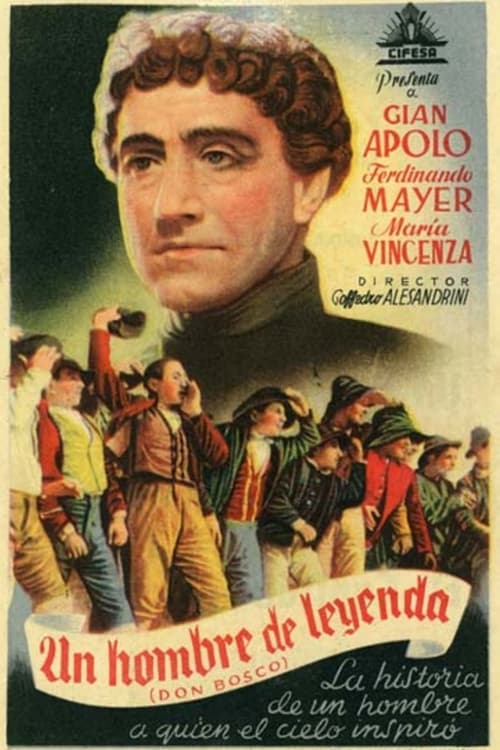 CIFESA
Presenta
a
GIAN
APOLO
Ferdinando
MAYER
María
VINCENZA
DIRECTOR
Goffredo ALESANDRINI
Un hombre de leyenda
(DON BOSCO)
La historia
de un hombre
a quien el cielo inspiró